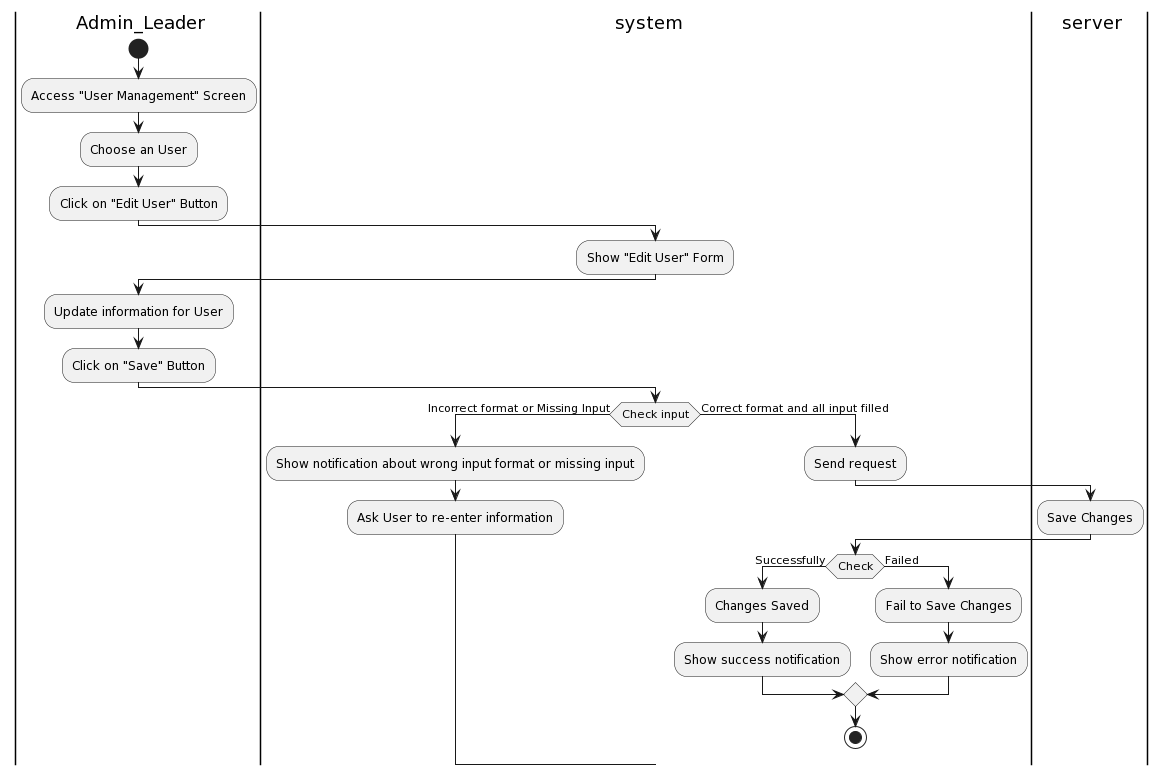 Admin_Leader
system
server
Access "User Management" Screen
Choose an User
Click on "Edit User" Button
Show "Edit User" Form
Update information for User
Click on "Save" Button
Incorrect format or Missing Input
Check input
Correct format and all input filled
Show notification about wrong input format or missing input
Send request
Ask User to re-enter information
Save Changes
Successfully
Check
Failed
Changes Saved
Fail to Save Changes
Show success notification
Show error notification